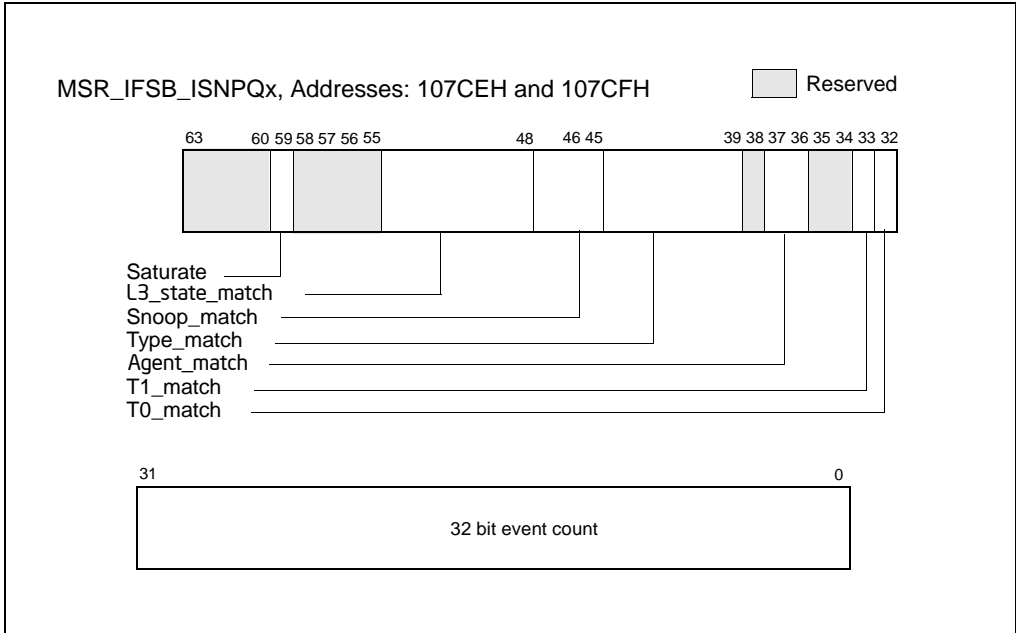 MSR_IFSB_ISNPQx, Addresses: 107CEH and 107CFH
Reserved
63 60 59 58 57 56 55 48 46 45 39 38 37 36 35 34 33 32
Saturate
L3_state_match
Snoop_match
Type_match
Agent_match
T1_match
T0_match
31 0
32 bit event count